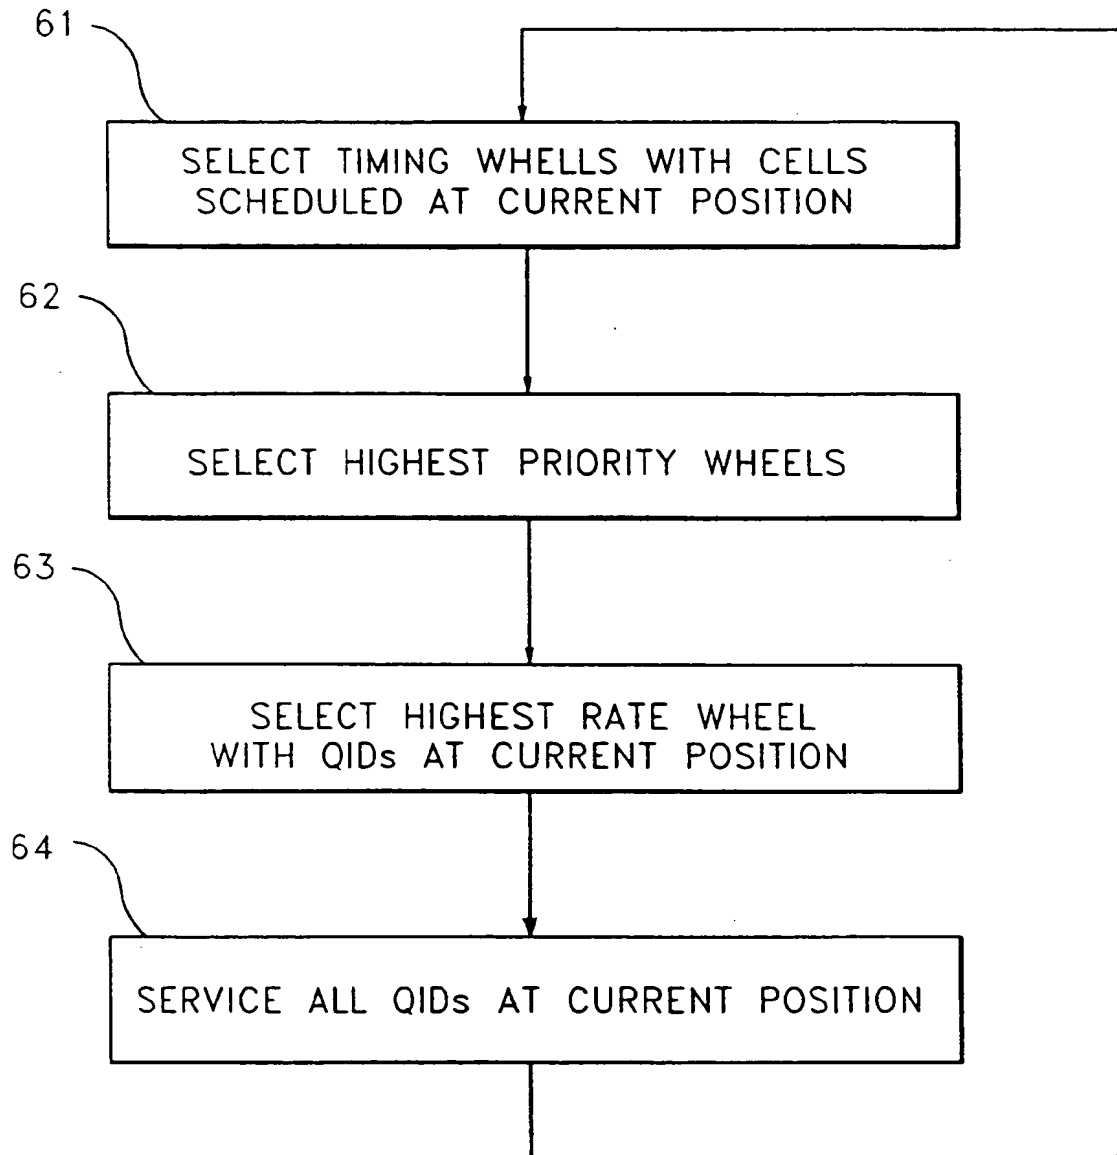 61
SELECT TIMING WHELLS WITH CELLS
SCHEDULED AT CURRENT POSITION
62
SELECT HIGHEST PRIORITY WHEELS
63
SELECT HIGHEST RATE WHEEL
WITH QIDs AT CURRENT POSITION
64
SERVICE ALL QIDs AT CURRENT POSITION